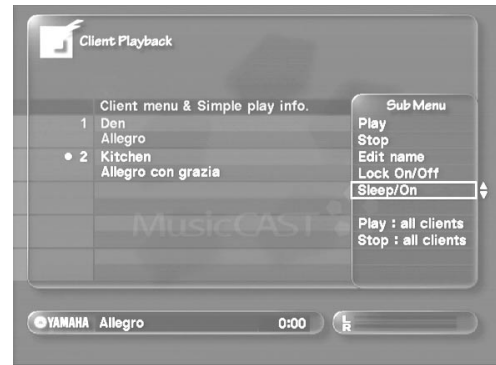 Client Playback
Client menu & Simple play info.
1 Den
Allegro
2 Kitchen
Allegro con grazia
Sub Menu
Play
Stop
Edit name
Lock On/Off
Sleep/On
Play : all clients
Stop : all clients
MusicCAST
YAMAHA Allegro 0:00
L
R